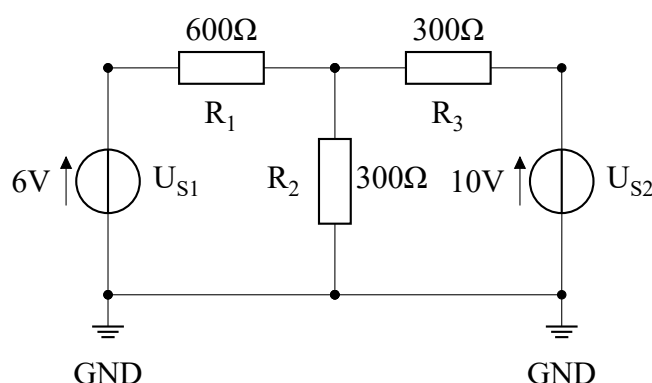 600Ω 300Ω
R1 R3
6V US1 R2 300Ω 10V US2
GND GND